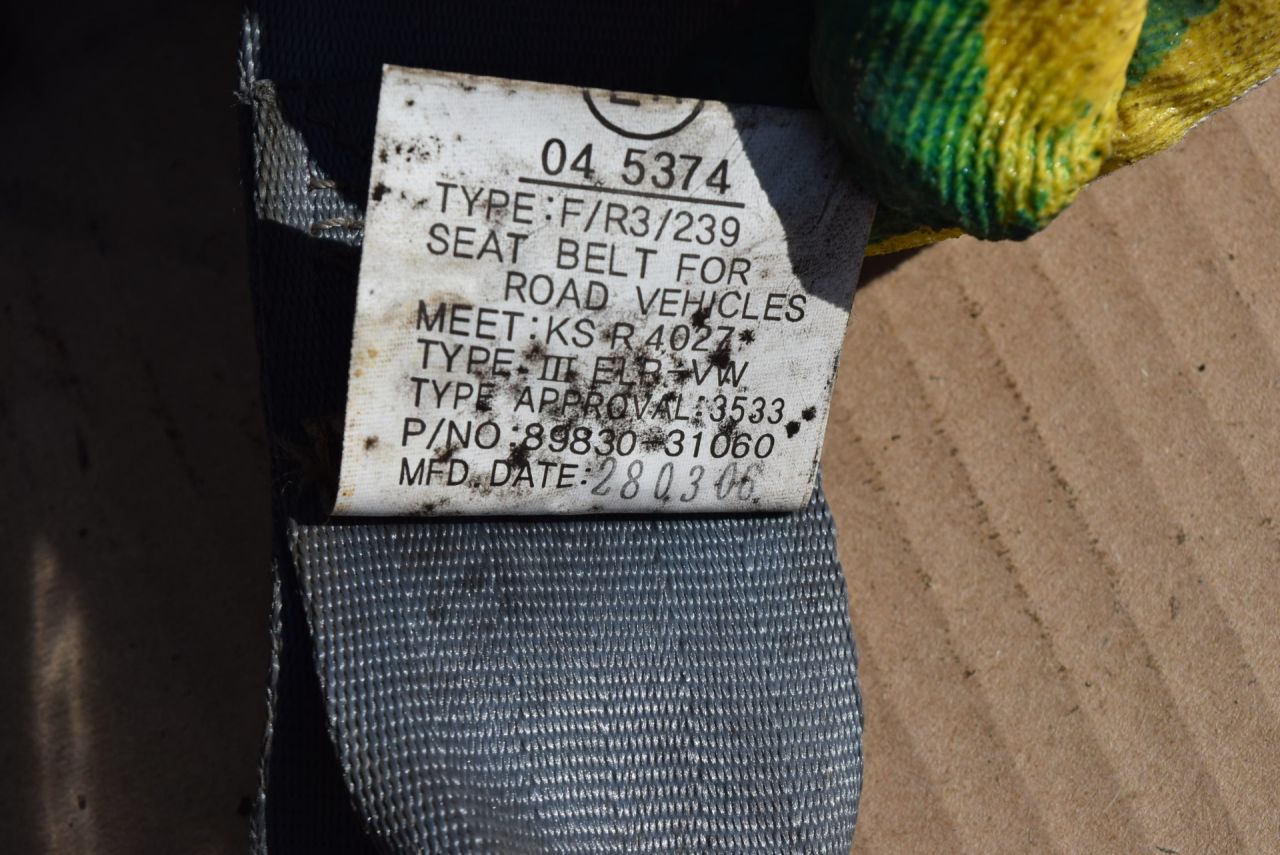 04 5374
TYPE:F/R3/239
SEAT BELT FOR
ROAD VEHICLES
MEET:KS R 4027
TYPE III ELR-VW
TYPE APPROVAL:3533
P/NO:89830-31060
MFD. DATE:280306